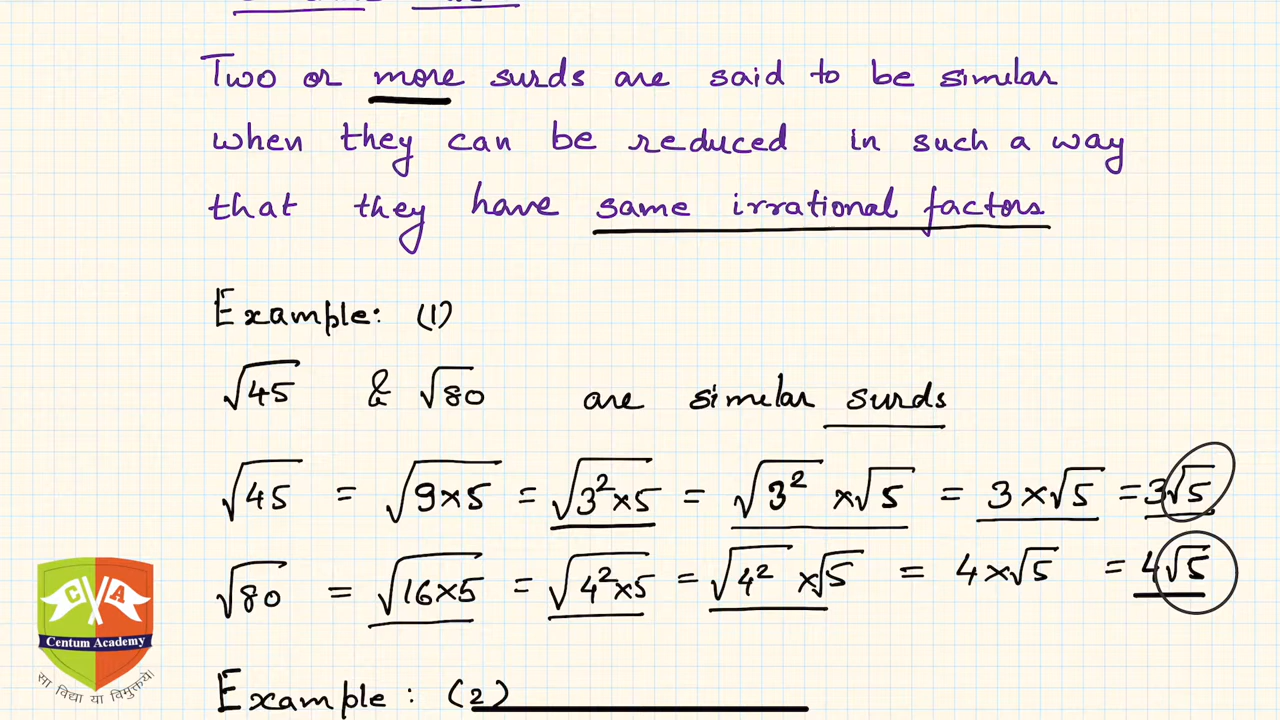 Two or more surds are said to be similar
when they can be reduced in such a way
that they have same irrational factors
Example: (1)
√45 & √80 are similar surds
√45 = √9×5 = √3²×5 = √3² ×√5 = 3×√5 = 3√5
√80 = √16×5 = √4²×5 = √4² ×√5 = 4×√5 = 4√5
CA
Centum Academy
सा विद्या या विमुक्तये।
Example : (2)